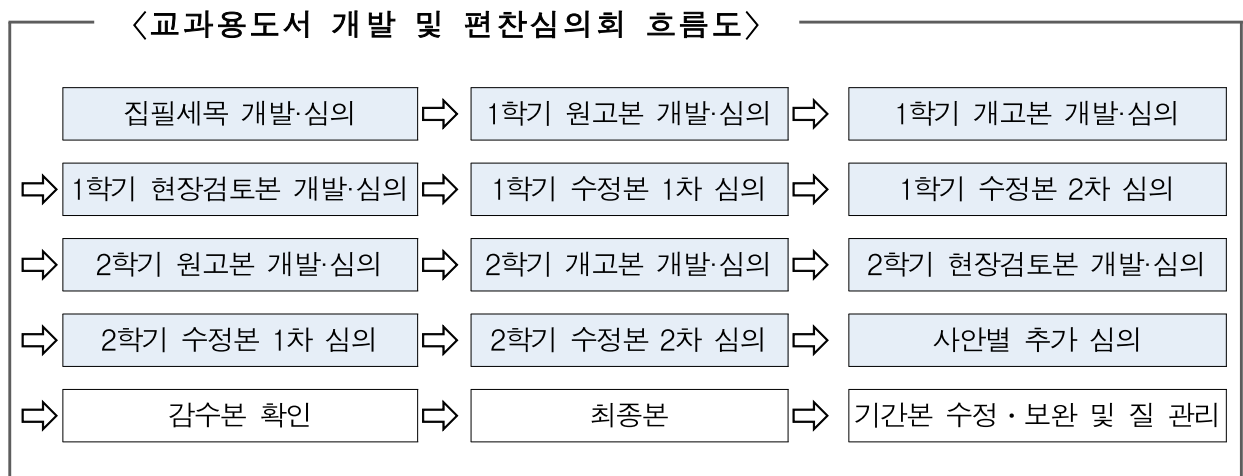 〈교과용도서 개발 및 편찬심의회 흐름도〉
집필세목 개발·심의 ⇨ 1학기 원고본 개발·심의 ⇨ 1학기 개고본 개발·심의
⇨ 1학기 현장검토본 개발·심의 ⇨ 1학기 수정본 1차 심의 ⇨ 1학기 수정본 2차 심의
⇨ 2학기 원고본 개발·심의 ⇨ 2학기 개고본 개발·심의 ⇨ 2학기 현장검토본 개발·심의
⇨ 2학기 수정본 1차 심의 ⇨ 2학기 수정본 2차 심의 ⇨ 사안별 추가 심의
⇨ 감수본 확인 ⇨ 최종본 ⇨ 기간본 수정·보완 및 질 관리